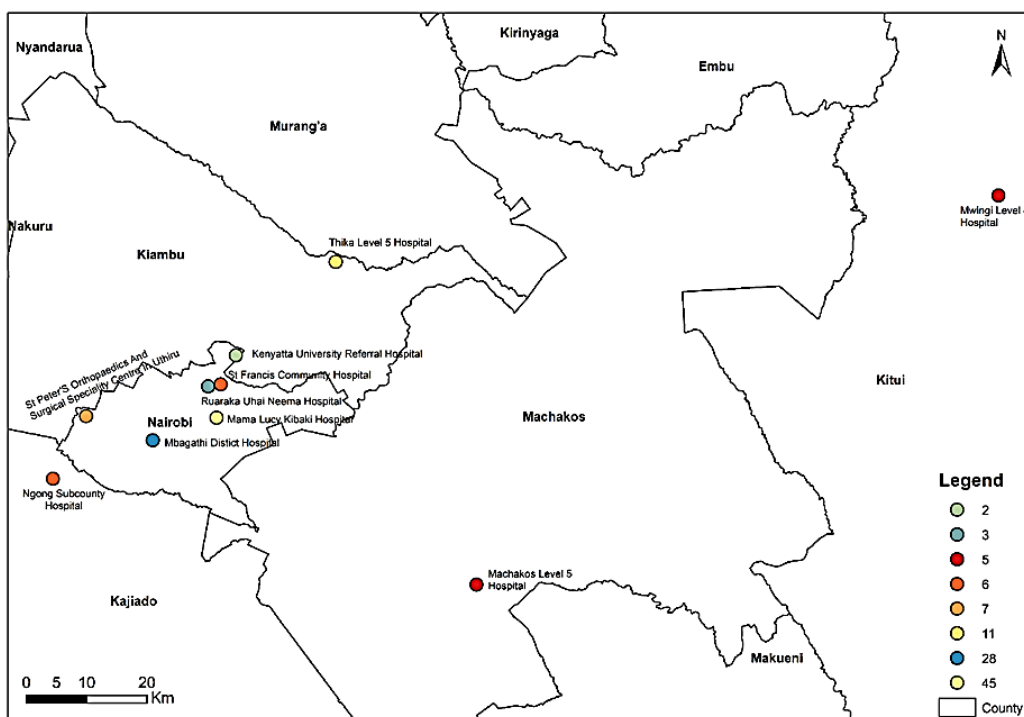 Nyandarua
Kirinyaga
Embu
N
Murang'a
Mwingi Level
Hospital
Nakuru
Kiambu
Thika Level 5 Hospital
Kenyatta University Referral Hospital
St Francis Community Hospital
St Peter'S Orthopaedics And
Surgical Speciality Centre In Uthiru
Ruaraka Uhai Neema Hospital
Kitui
Nairobi
Mama Lucy Kibaki Hospital
Machakos
Mbagathi Distict Hospital
Ngong Subcounty
Hospital
Machakos Level 5
Hospital
Kajiado
Makueni
0 5 10 20
Km
Legend
2
3
5
6
7
11
28
45
County